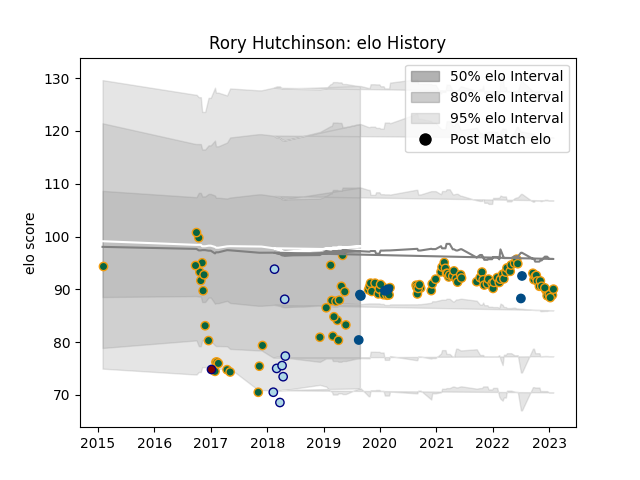 Rory Hutchinson: elo History
50% elo Interval
80% elo Interval
95% elo Interval
Post Match elo
elo score
130
120
110
100
90
80
70
2015 2016 2017 2018 2019 2020 2021 2022 2023